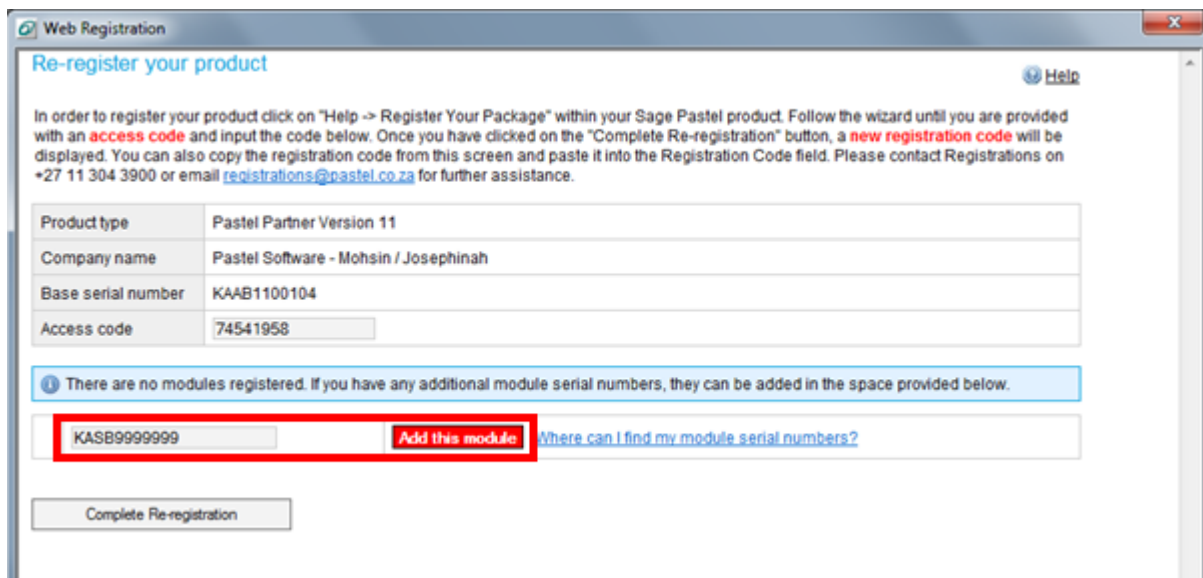 Web Registration
Re-register your product
Help
In order to register your product click on "Help -> Register Your Package" within your Sage Pastel product. Follow the wizard until you are provided
with an access code and input the code below. Once you have clicked on the "Complete Re-registration" button, a new registration code will be
displayed. You can also copy the registration code from this screen and paste it into the Registration Code field. Please contact Registrations on
+27 11 304 3900 or email registrations@pastel.co.za for further assistance.
Product type Pastel Partner Version 11
Company name Pastel Software - Mohsin / Josephinah
Base serial number KAAB1100104
Access code 74541958
There are no modules registered. If you have any additional module serial numbers, they can be added in the space provided below.
KASB9999999 Add this module Where can I find my module serial numbers?
Complete Re-registration